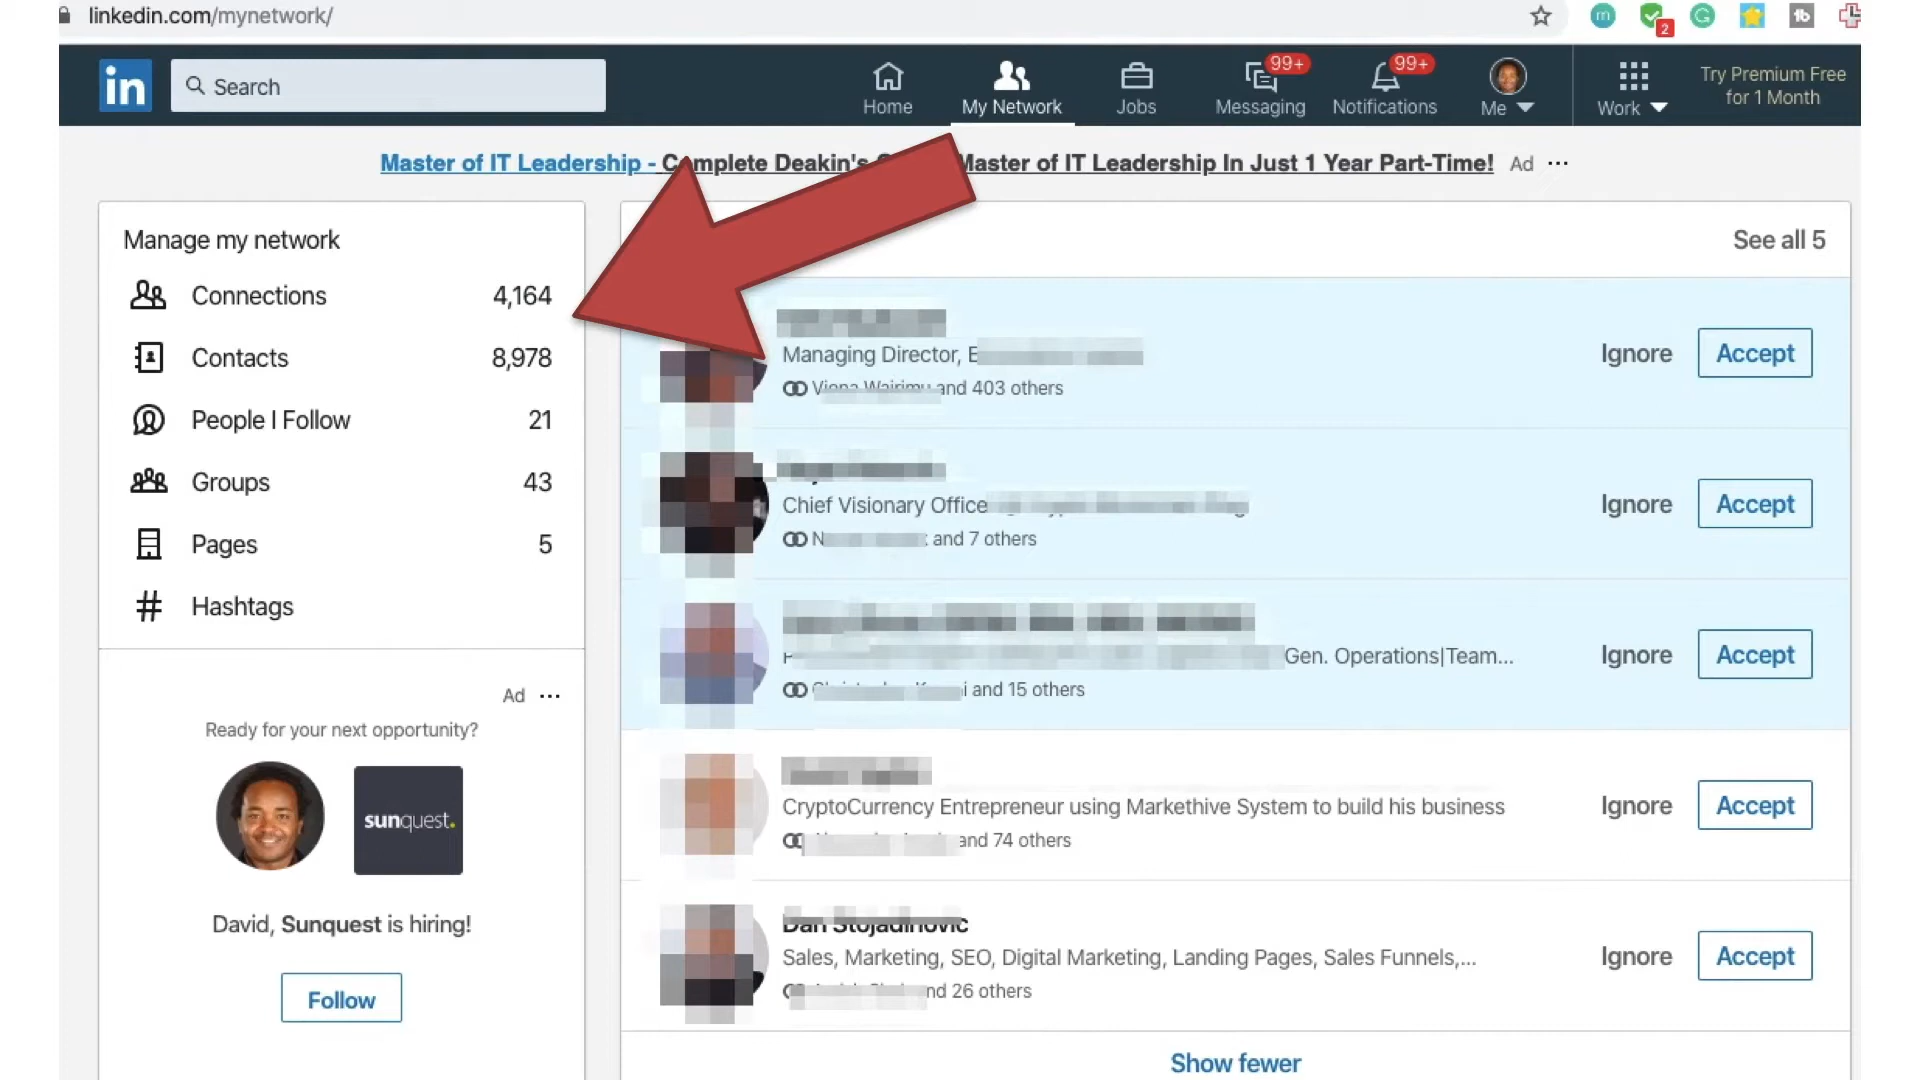 linkedin.com/mynetwork/
2
in
Search
Home
My Network
Jobs
99+
Messaging
99+
Notifications
Me
Work
Try Premium Free
for 1 Month
Master of IT Leadership - Complete Deakin's Master of IT Leadership In Just 1 Year Part-Time! Ad
Manage my network
Connections 4,164
Contacts 8,978
People I Follow 21
Groups 43
Pages 5
# Hashtags
Ad
Ready for your next opportunity?
sunquest.
David, Sunquest is hiring!
Follow
See all 5
Managing Director,
and 403 others
Ignore Accept
Chief Visionary Office
and 7 others
Ignore Accept
Gen. Operations|Team...
and 15 others
Ignore Accept
CryptoCurrency Entrepreneur using Markethive System to build his business
and 74 others
Ignore Accept
Dan Stojadinovic
Sales, Marketing, SEO, Digital Marketing, Landing Pages, Sales Funnels,...
26 others
Ignore Accept
Show fewer